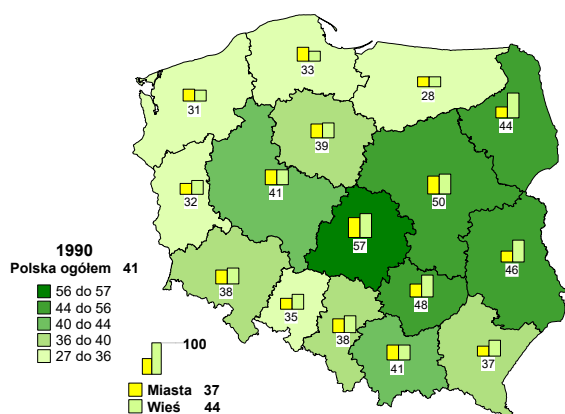 33
31
28
44
39
41
32
50
57
46
38
35
48
38
41
37
1990
Polska ogółem 41
56 do 57
44 do 56
40 do 44
36 do 40
27 do 36
100
Miasta 37
Wieś 44